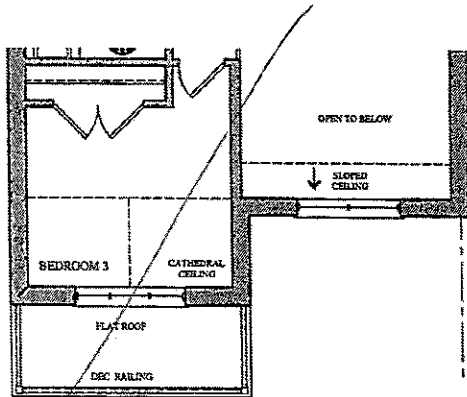 OPEN TO BELOW
SLOPED
CEILING
BEDROOM 3
CATHEDRAL
CEILING
FLAT ROOF
DEC RAILING